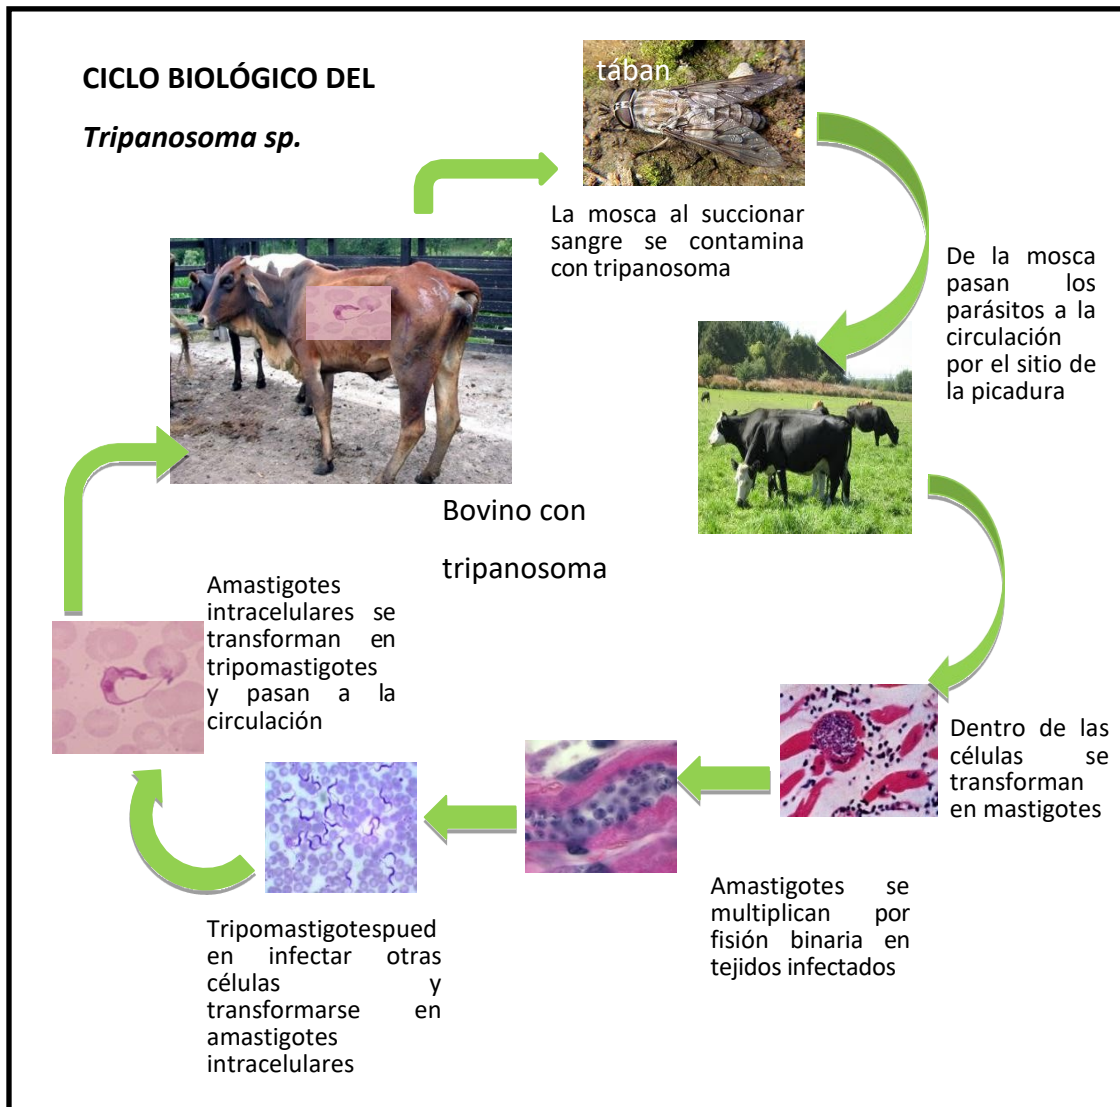 CICLO BIOLÓGICO DEL
Tripanosoma sp.
tában
La mosca al succionar
sangre se contamina
con tripanosoma
De la mosca
pasan los
parásitos a la
circulación
por el sitio de
la picadura
Bovino con
tripanosoma
Dentro de las
células se
transforman
en mastigotes
Amastigotes se
multiplican por
fisión binaria en
tejidos infectados
Tripomastigotespued
en infectar otras
células y
transformarse en
amastigotes
intracelulares
Amastigotes
intracelulares se
transforman en
tripomastigotes
y pasan a la
circulación